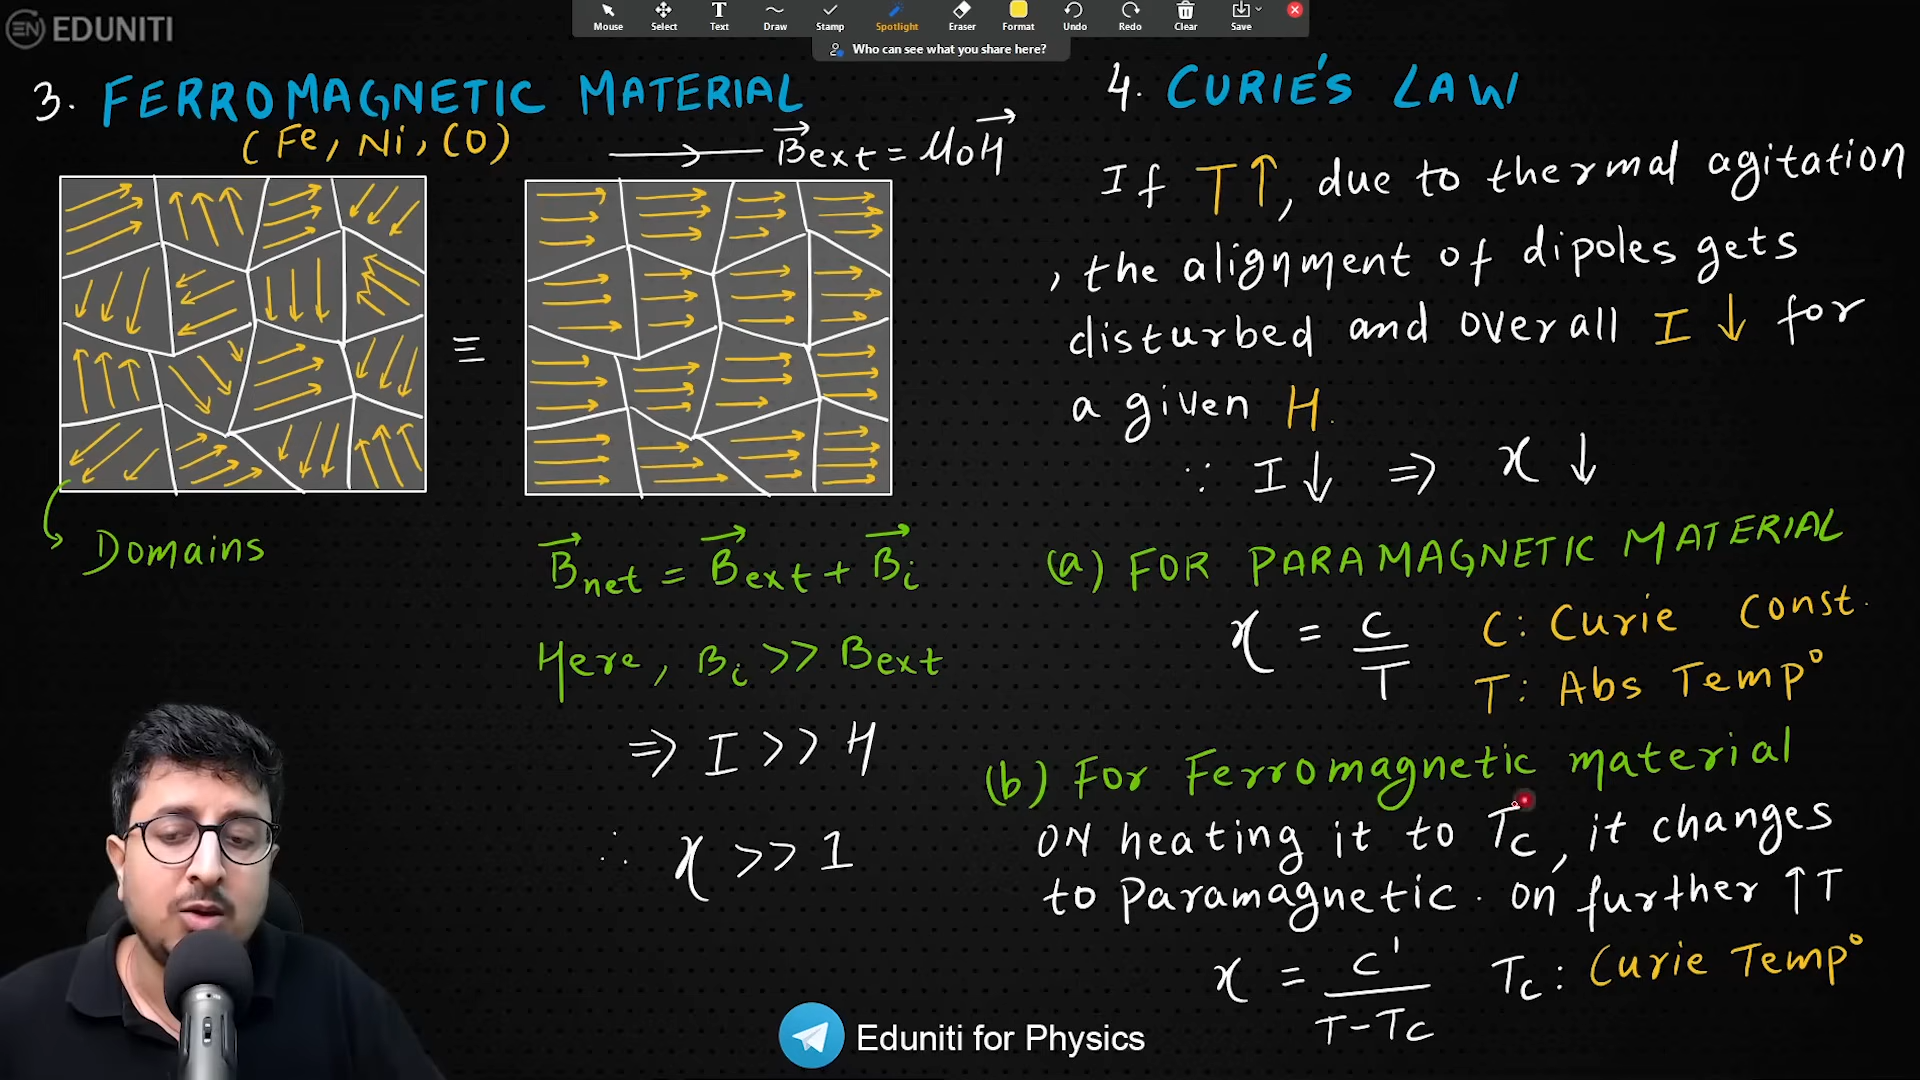 EN EDUNITI
Mouse Select Text Draw Stamp Spotlight Eraser Format Undo Redo Clear Save
Who can see what you share here?
3. FERROMAGNETIC MATERIAL
(Fe, Ni, CO)
B⃗ext = μ₀H⃗
≡
Domains
B⃗net = B⃗ext + B⃗i
Here, Bi >> Bext
⇒ I >> H
∴ χ >> 1
4. CURIE'S LAW
If T↑, due to thermal agitation
, the alignment of dipoles gets
disturbed and overall I ↓ for
a given H.
∵ I ↓ ⇒ χ ↓
(a) FOR PARAMAGNETIC MATERIAL
χ = C/T C: Curie Const.
T: Abs Temp°
(b) For Ferromagnetic material
ON heating it to Tc, it changes
to Paramagnetic. on further ↑T
χ = C'/T-Tc Tc: Curie Temp°
Eduniti for Physics